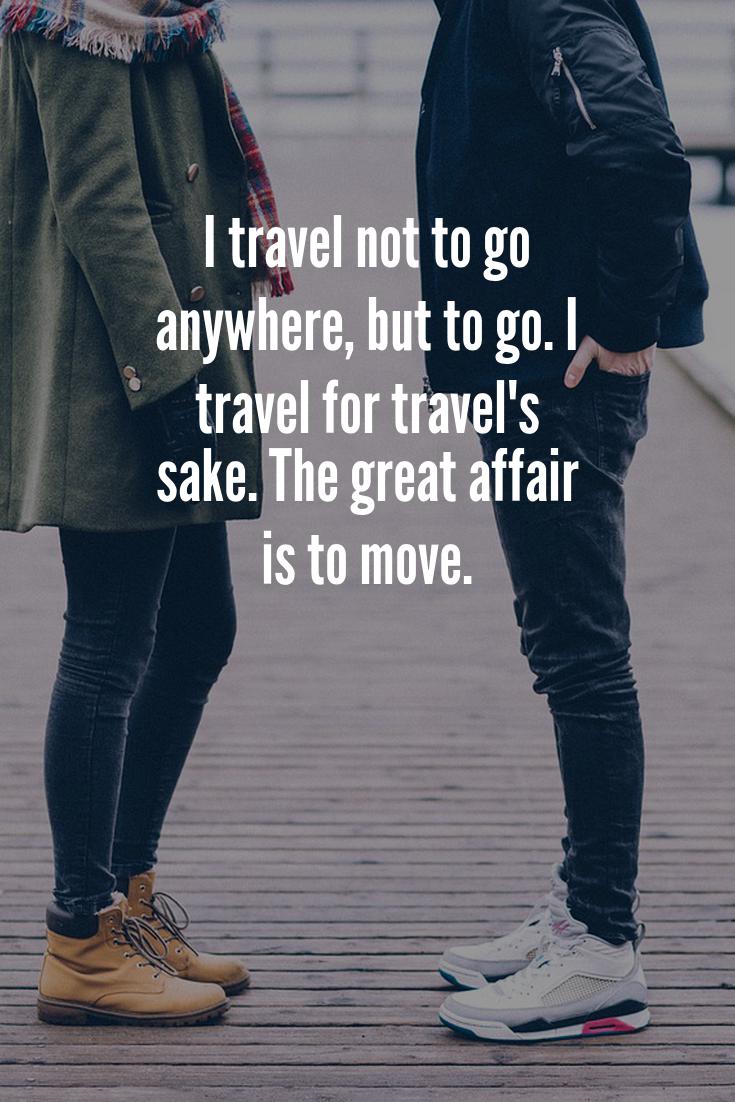 I travel not to go
anywhere, but to go. I
travel for travel's
sake. The great affair
is to move.